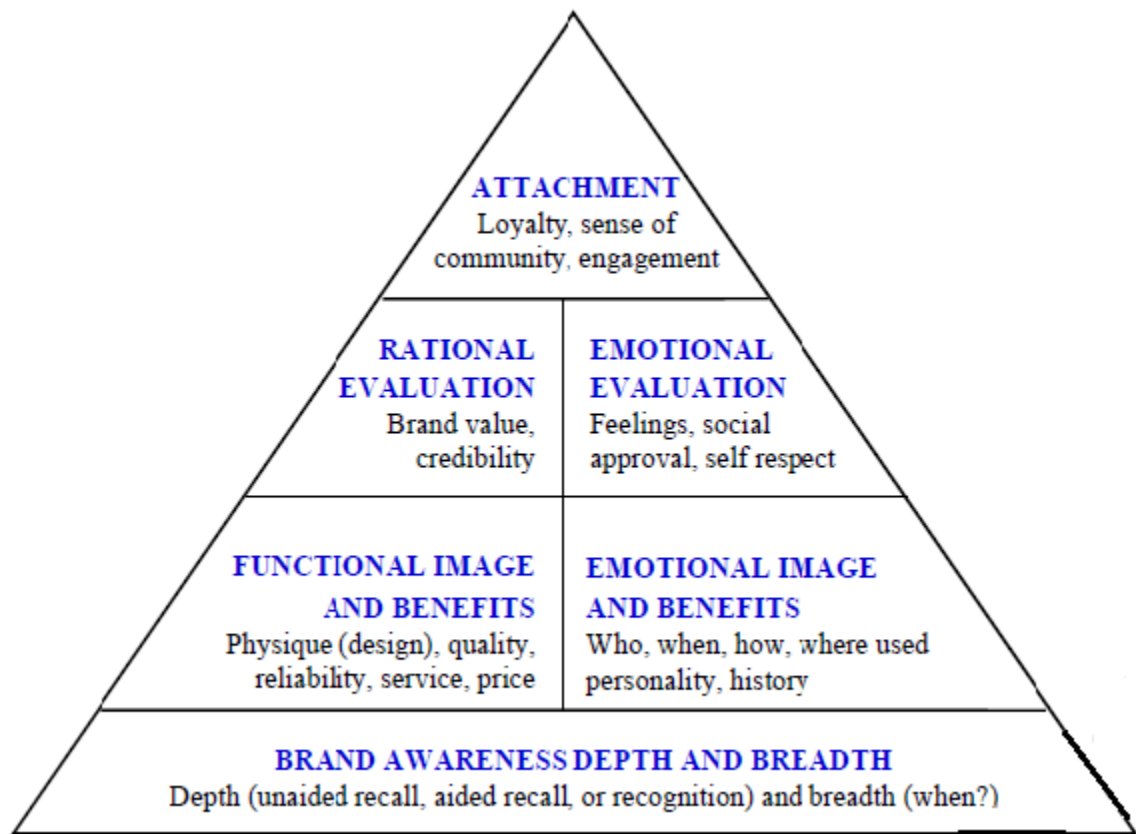 ATTACHMENT
Loyalty, sense of
community, engagement
RATIONAL
EVALUATION
Brand value,
credibility
EMOTIONAL
EVALUATION
Feelings, social
approval, self respect
FUNCTIONAL IMAGE
AND BENEFITS
Physique (design), quality,
reliability, service, price
EMOTIONAL IMAGE
AND BENEFITS
Who, when, how, where used
personality, history
BRAND AWARENESS DEPTH AND BREADTH
Depth (unaided recall, aided recall, or recognition) and breadth (when?)